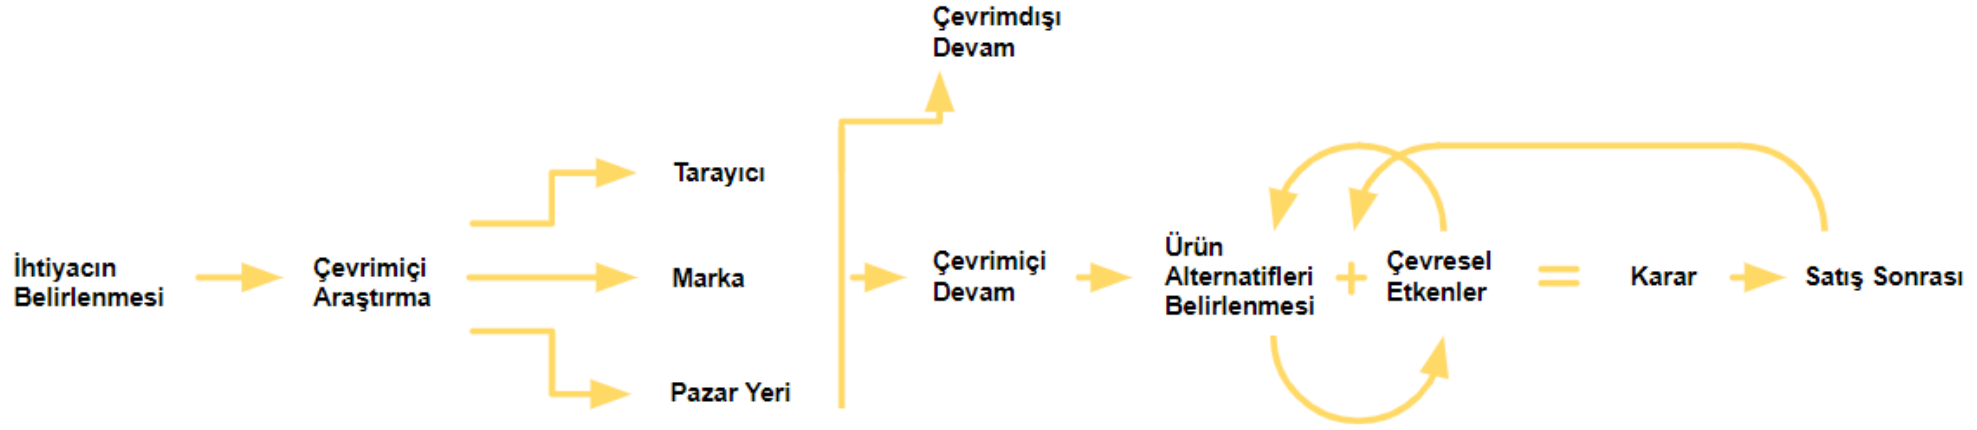 İhtiyacın
Belirlenmesi
Çevrimiçi
Araştırma
Tarayıcı
Marka
Pazar Yeri
Çevrimdışı
Devam
Çevrimiçi
Devam
Ürün
Alternatifleri
Belirlenmesi
+
Çevresel
Etkenler
=
Karar
Satış Sonrası